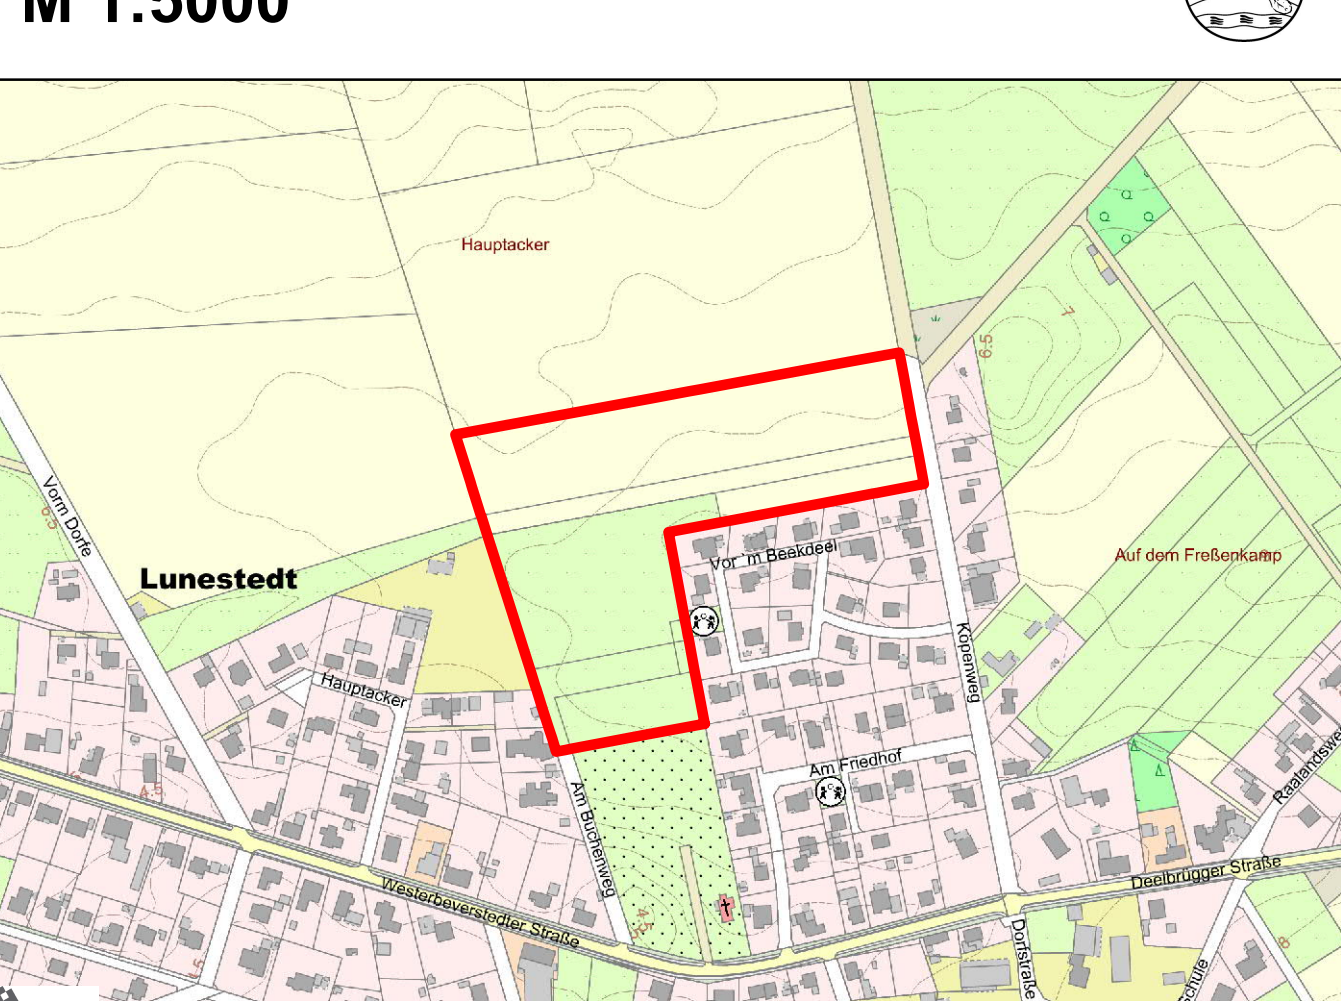 M 1:5000
Hauptacker
7
6.5
Vorm Dorfe
6.5
Auf dem Freßenkamp
Vor´m Beekdeel
Lunestedt
Köpenweg
Hauptacker
Am Friedhof
4.5
Am Buchenweg
Raalandsweg
Deelbrügger Straße
Westerbeverstedter Straße
4.5
Dorfstraße
8